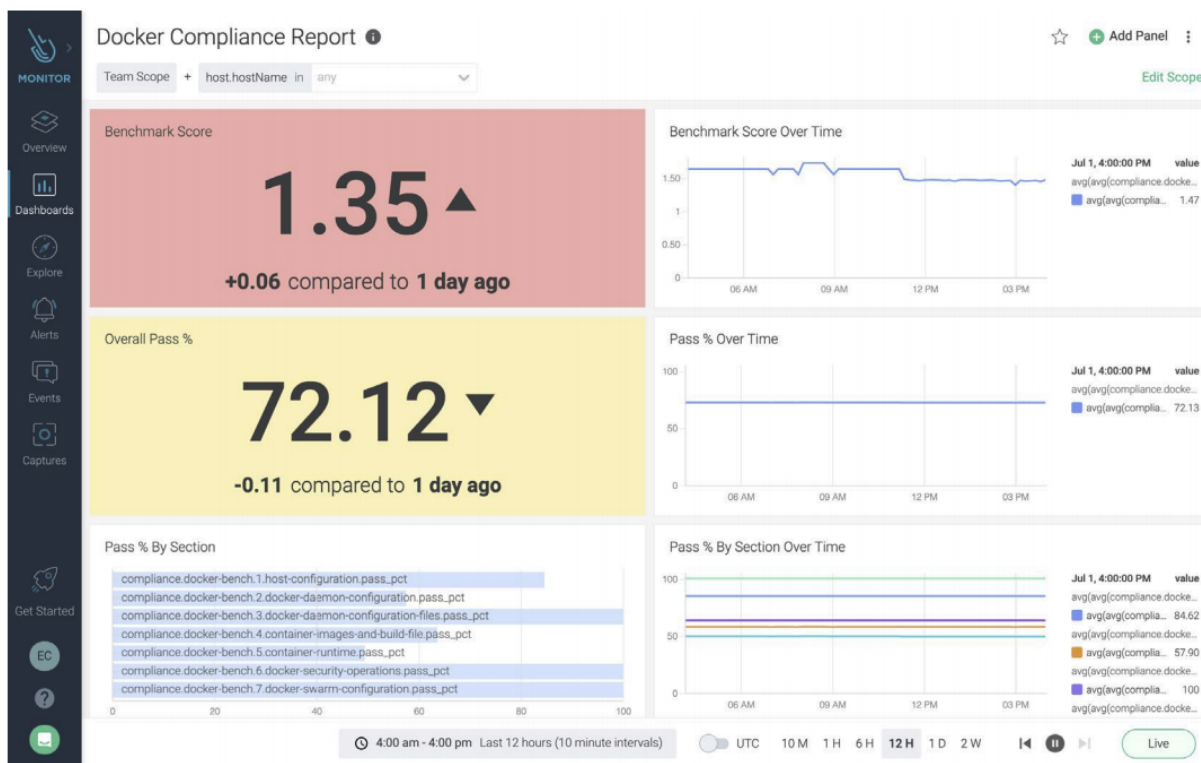 MONITOR
Overview
Dashboards
Explore
Alerts
Events
Captures
Get Started
EC
?
Docker Compliance Report
Add Panel
Team Scope + host.hostName in any
Edit Scope
Benchmark Score
1.35
+0.06 compared to 1 day ago
Benchmark Score Over Time
1.50
1
0.50
0
06 AM 09 AM 12 PM 03 PM
Jul 1, 4:00:00 PM value
avg(avg(compliance.docke...
avg(avg(complia... 1.47
Overall Pass %
72.12
-0.11 compared to 1 day ago
Pass % Over Time
100
50
0
06 AM 09 AM 12 PM 03 PM
Jul 1, 4:00:00 PM value
avg(avg(compliance.docke...
avg(avg(complia... 72.13
Pass % By Section
compliance.docker-bench.1.host-configuration.pass_pct
compliance.docker-bench.2.docker-daemon-configuration.pass_pct
compliance.docker-bench.3.docker-daemon-configuration-files.pass_pct
compliance.docker-bench.4.container-images-and-build-file.pass_pct
compliance.docker-bench.5.container-runtime.pass_pct
compliance.docker-bench.6.docker-security-operations.pass_pct
compliance.docker-bench.7.docker-swarm-configuration.pass_pct
0 20 40 60 80 100
Pass % By Section Over Time
100
50
0
06 AM 09 AM 12 PM 03 PM
Jul 1, 4:00:00 PM value
avg(avg(compliance.docke...
avg(avg(complia... 84.62
avg(avg(compliance.docke...
avg(avg(complia... 57.90
avg(avg(compliance.docke...
avg(avg(complia... 100
avg(avg(compliance.docke...
4:00 am - 4:00 pm Last 12 hours (10 minute intervals)
UTC 10 M 1 H 6 H 12 H 1 D 2 W
Live